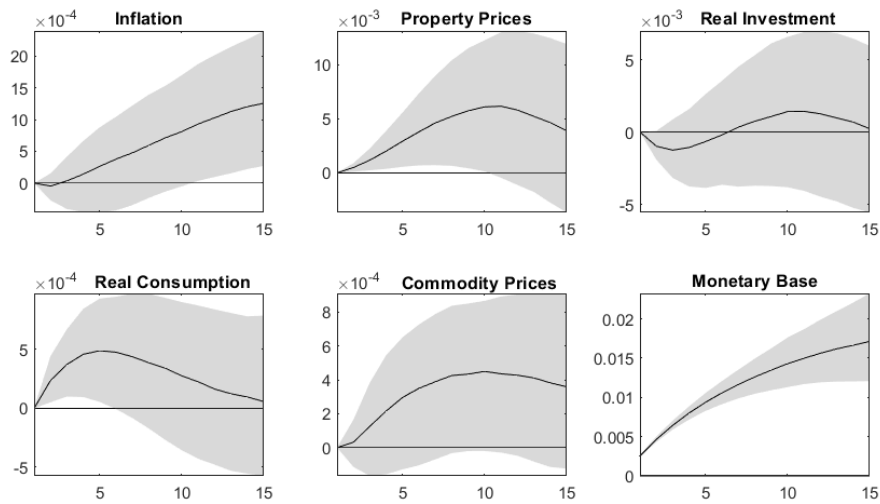 Inflation
×10⁻⁴
20
15
10
5
0
5 10 15
Property Prices
×10⁻³
10
5
0
5 10 15
Real Investment
×10⁻³
5
0
-5
5 10 15
Real Consumption
×10⁻⁴
5
0
-5
5 10 15
Commodity Prices
×10⁻⁴
8
6
4
2
0
5 10 15
Monetary Base
0.02
0.015
0.01
0.005
0
5 10 15